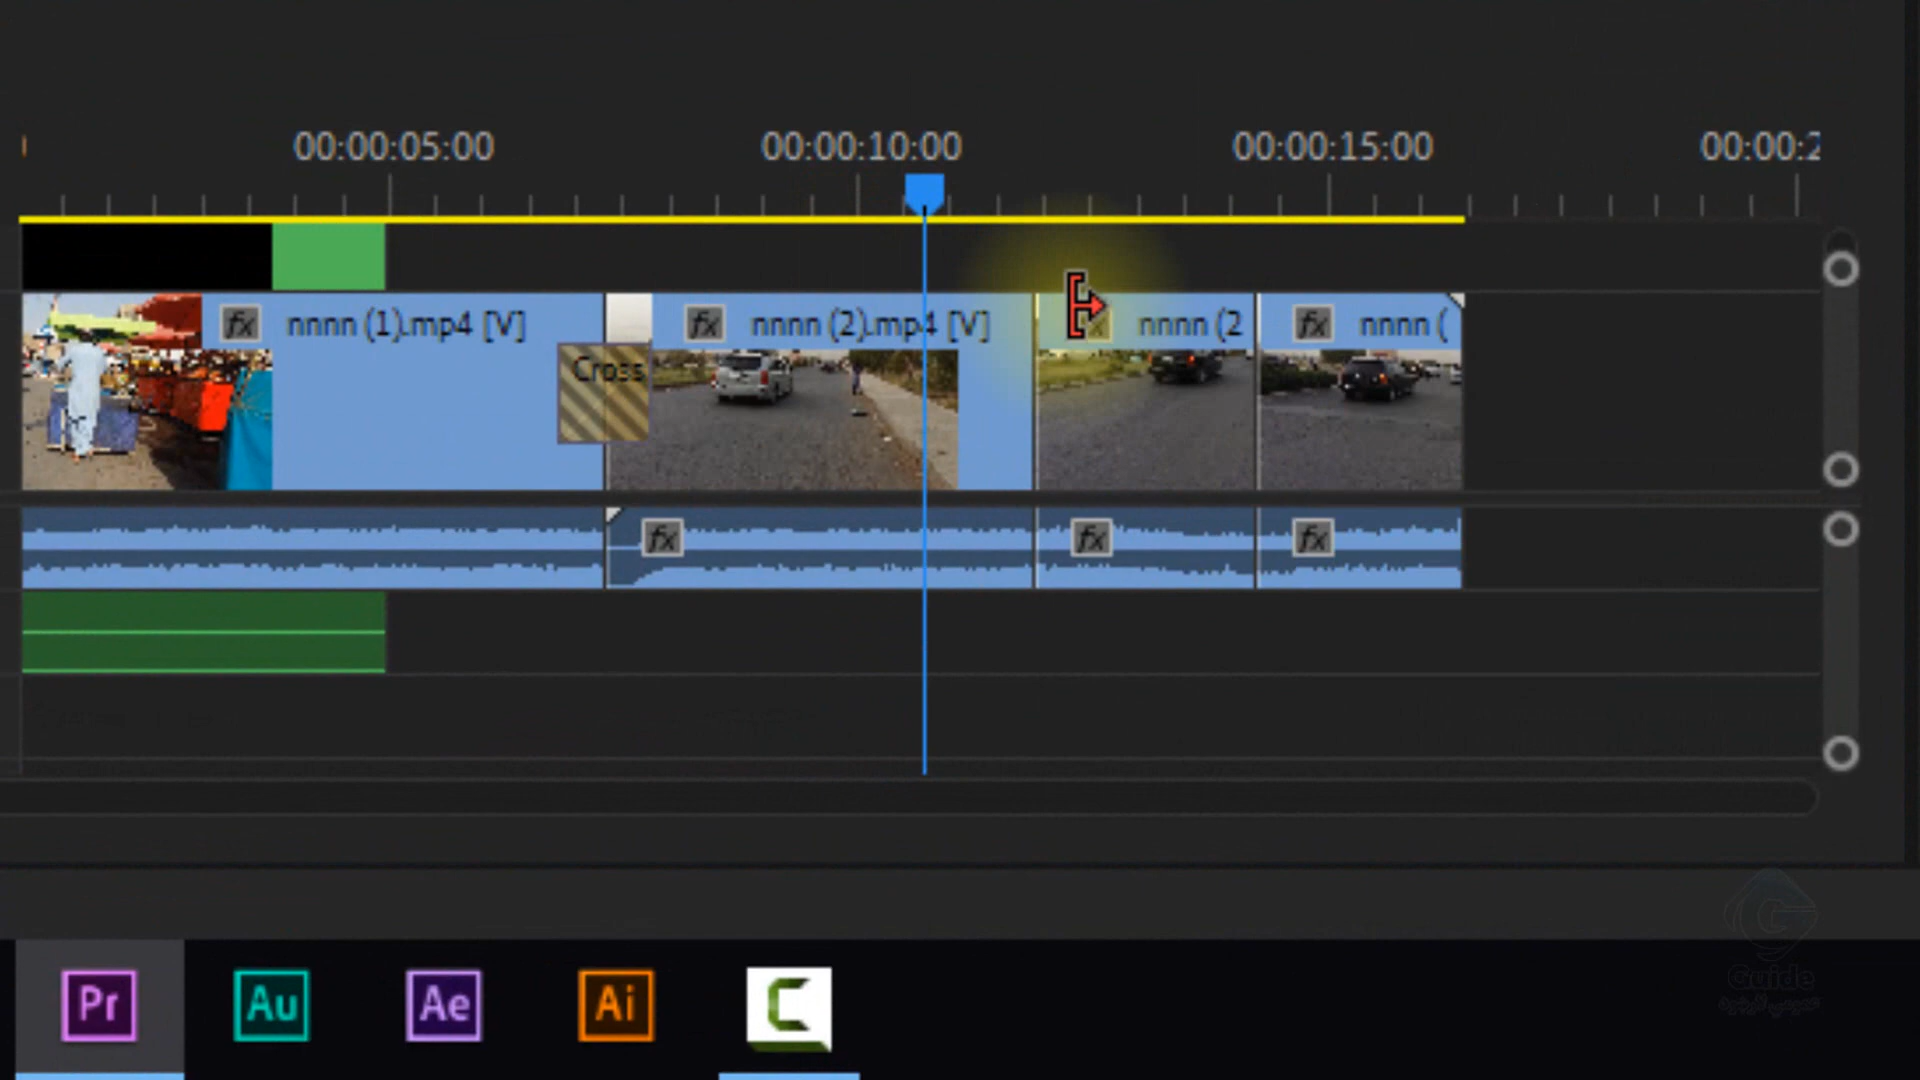 00:00:05:00 00:00:10:00 00:00:15:00 00:00:2
fx nnnn (1).mp4 [V] fx nnnn (2).mp4 [V] nnnn (2 fx nnnn (
Cross
fx fx fx
Pr Au Ae Ai C
Guide